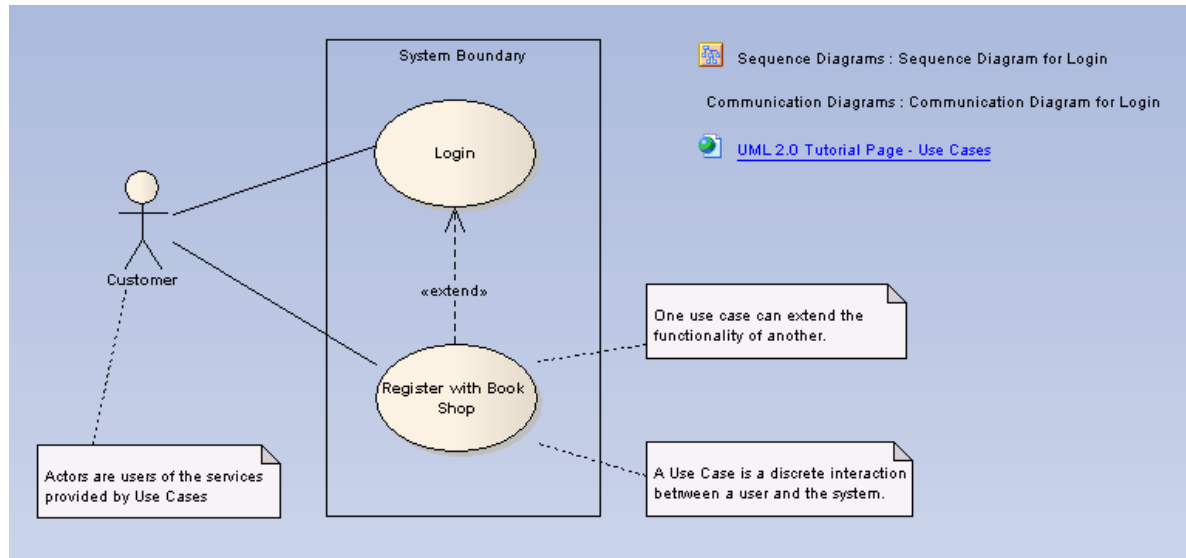 System Boundary
Sequence Diagrams : Sequence Diagram for Login
Communication Diagrams : Communication Diagram for Login
UML 2.0 Tutorial Page - Use Cases
Login
Customer
«extend»
One use case can extend the
functionality of another.
Register with Book
Shop
Actors are users of the services
provided by Use Cases
A Use Case is a discrete interaction
between a user and the system.